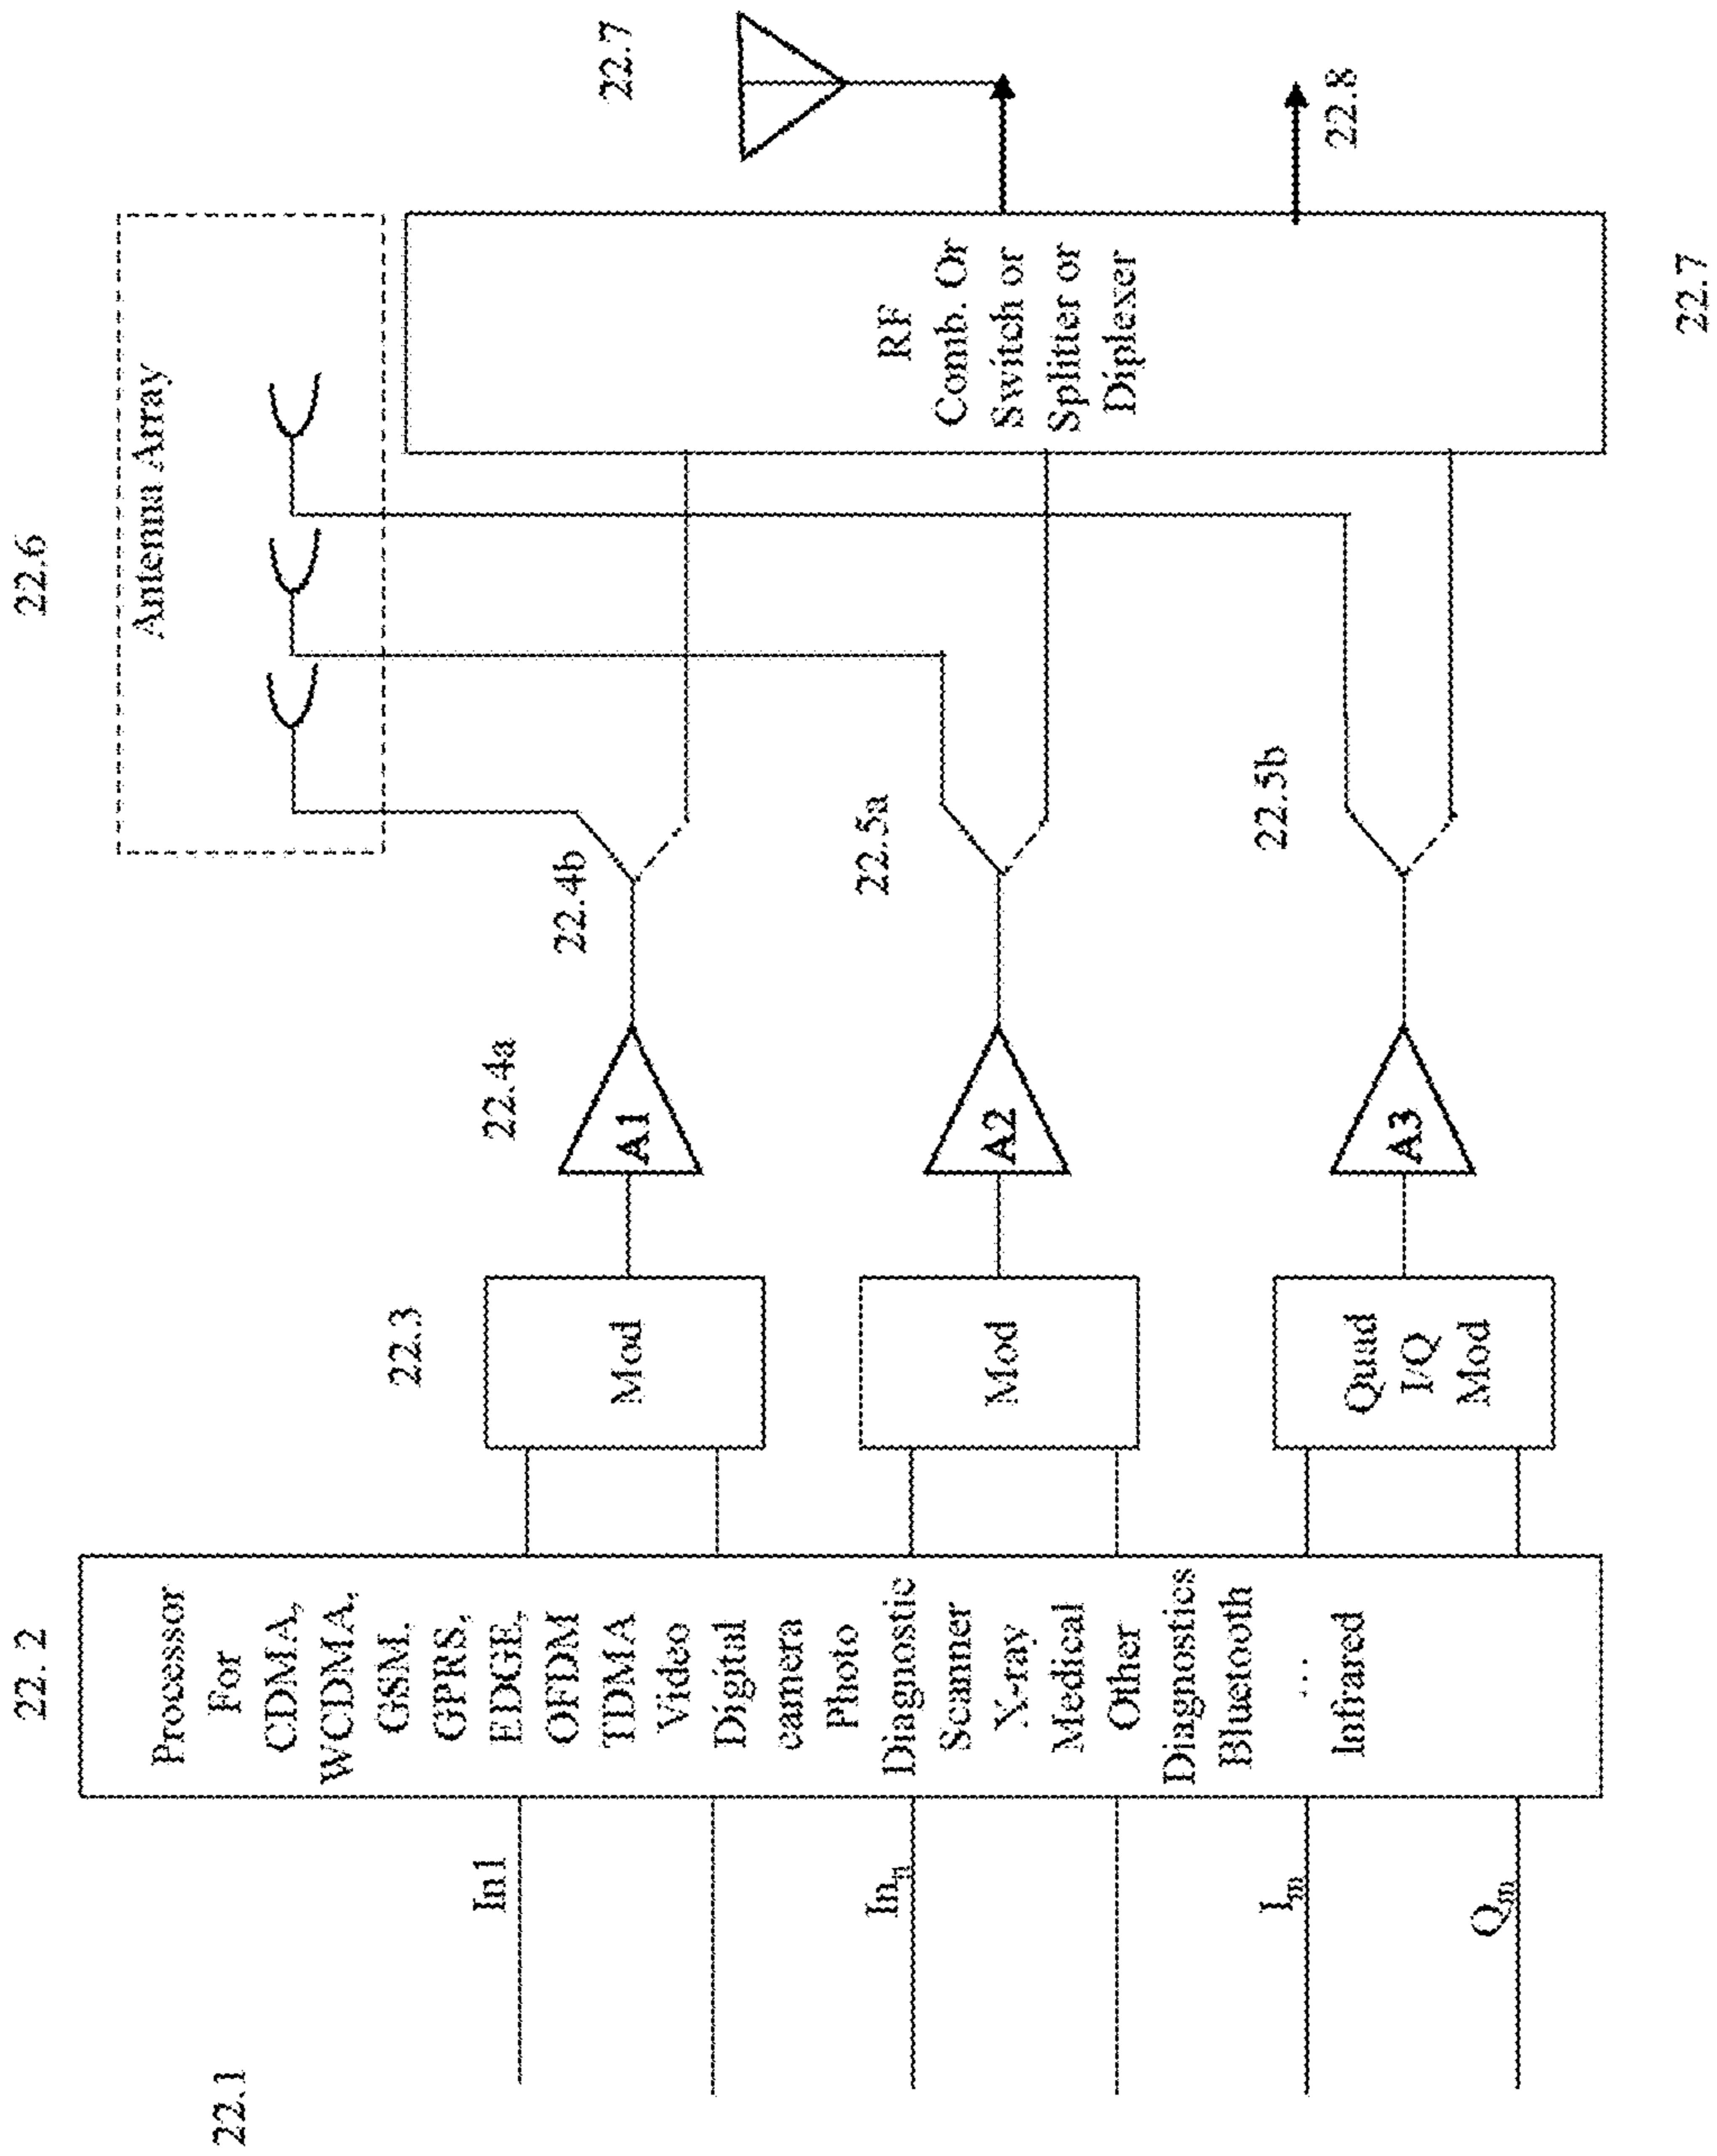 22.1
In1
In_n
I_m
Q_m
22. 2
Processor
For
CDMA,
WCDMA,
GSM,
GPRS,
EDGE,
OFDM
TDMA
Video
Digital
camera
Photo
Diagnostic
Scanner
X-ray
Medical
Other
Diagnostics
Bluetooth
...
Infrared
22.3
Mod
Mod
Quad
I/Q
Mod
22.4a
A1
A2
A3
22.4b
22.5a
22.5b
22.6
Antenna Array
RF
Comb. Or
Switch or
Splitter or
Diplexer
22.7
22.7
22.8